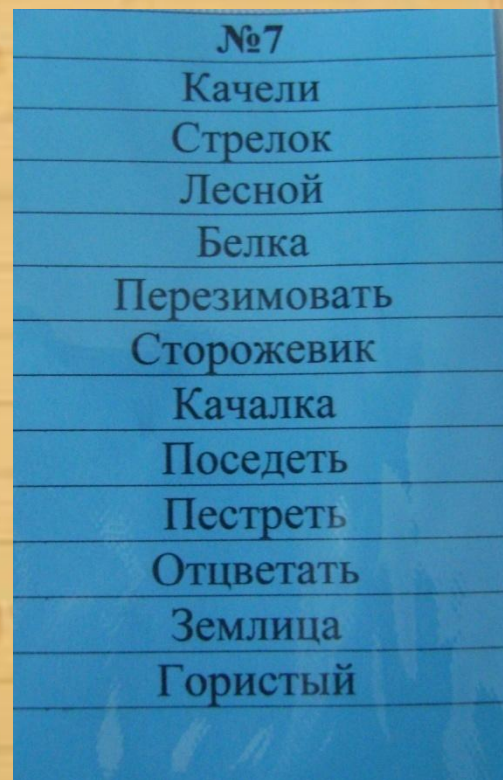 №7
Качели
Стрелок
Лесной
Белка
Перезимовать
Сторожевик
Качалка
Поседеть
Пестреть
Отцветать
Землица
Гористый